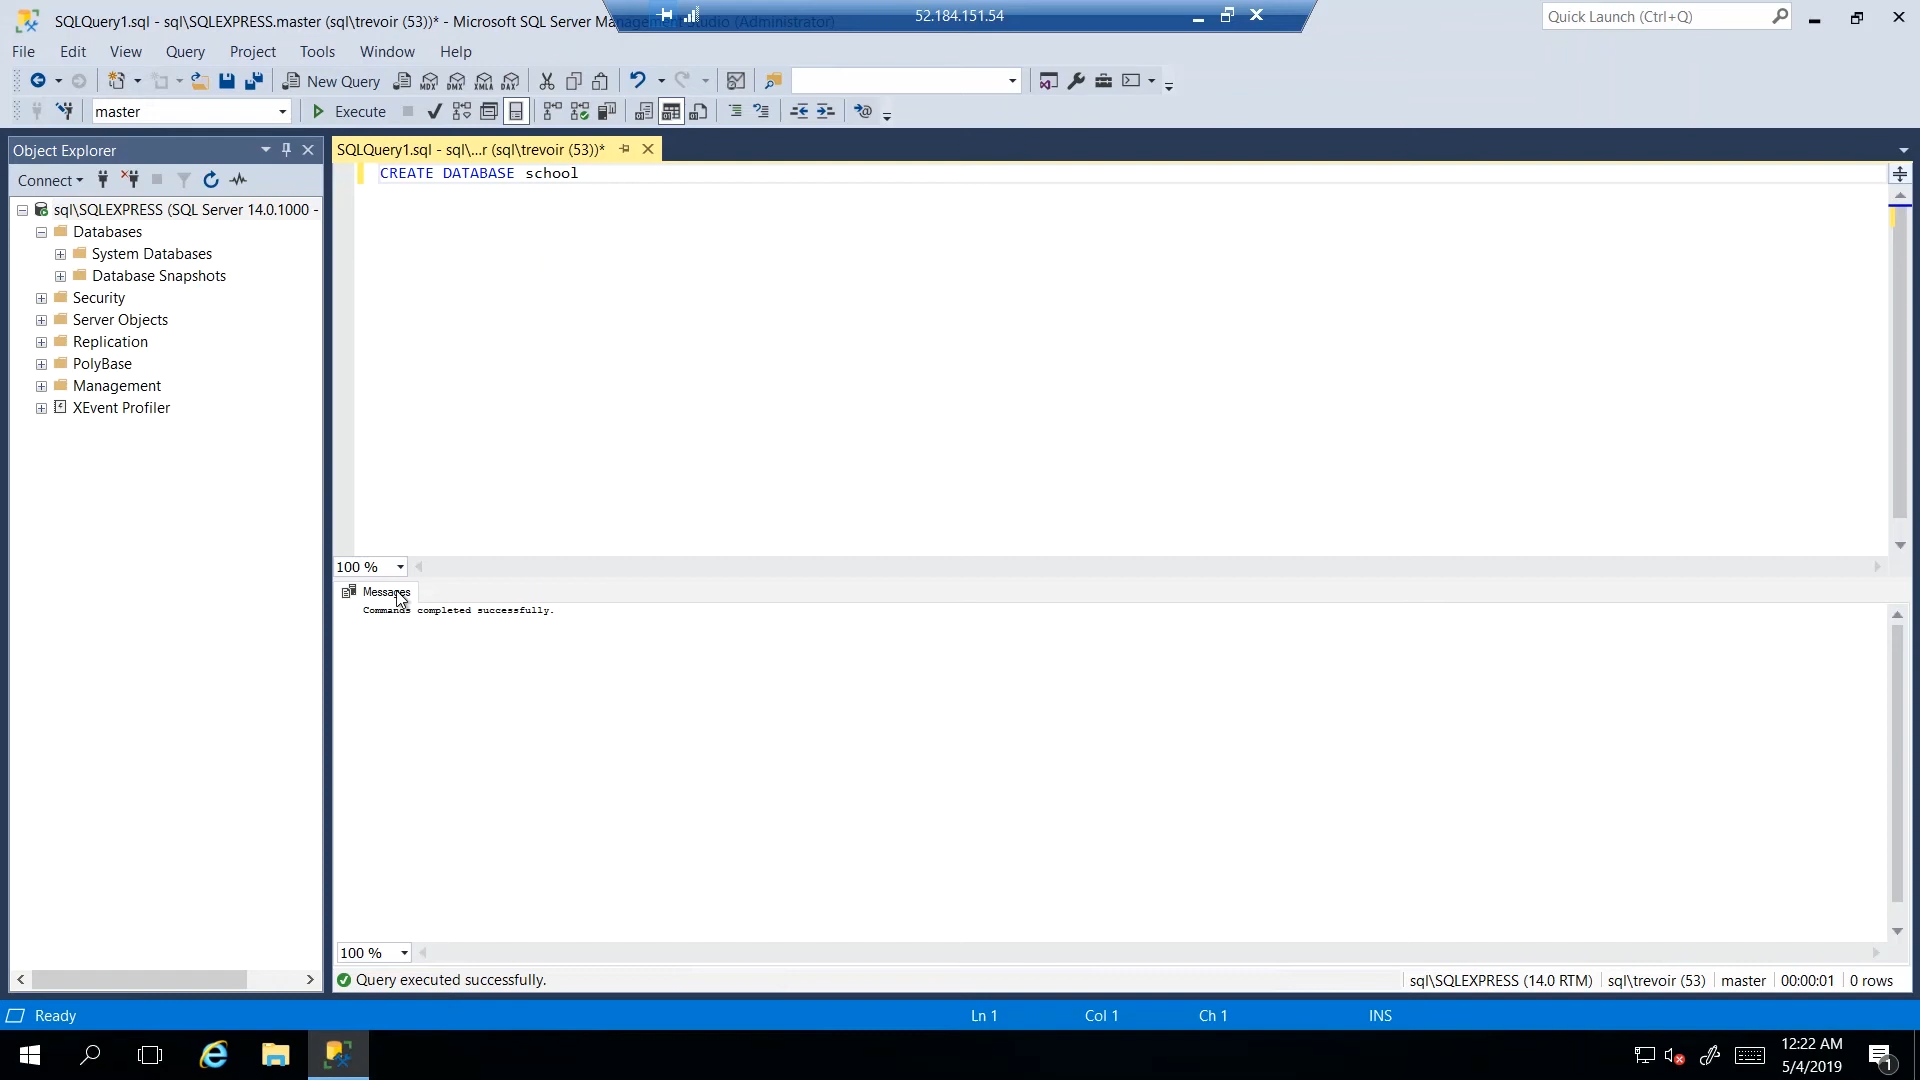 SQLQuery1.sql - sql\SQLEXPRESS.master (sql\trevoir (53))* - Microsoft SQL Server Management Studio (Administrator)
52.184.151.54
Quick Launch (Ctrl+Q)
File Edit View Query Project Tools Window Help
New Query MDX DMX XMLA DAX
master Execute
Object Explorer
SQLQuery1.sql - sql\...r (sql\trevoir (53))*
Connect
CREATE DATABASE school
sql\SQLEXPRESS (SQL Server 14.0.1000 -
Databases
System Databases
Database Snapshots
Security
Server Objects
Replication
PolyBase
Management
XEvent Profiler
100 %
Messages
Commands completed successfully.
100 %
Query executed successfully.
sql\SQLEXPRESS (14.0 RTM) sql\trevoir (53) master 00:00:01 0 rows
Ready Ln 1 Col 1 Ch 1 INS
12:22 AM
5/4/2019
1